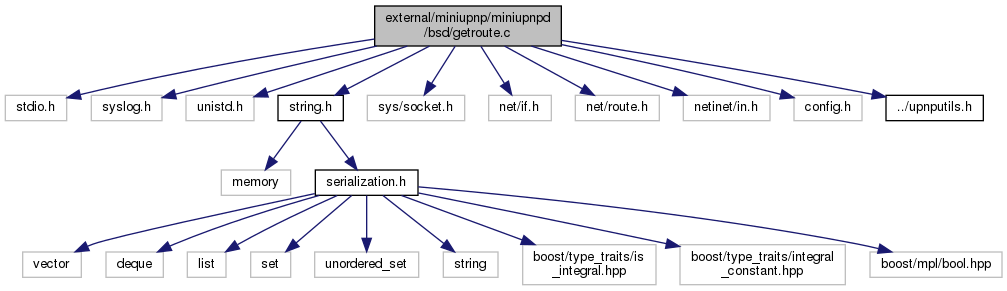 external/miniupnp/miniupnpd
/bsd/getroute.c
stdio.h
syslog.h
unistd.h
string.h
sys/socket.h
net/if.h
net/route.h
netinet/in.h
config.h
../upnputils.h
memory
serialization.h
vector
deque
list
set
unordered_set
string
boost/type_traits/is
_integral.hpp
boost/type_traits/integral
_constant.hpp
boost/mpl/bool.hpp